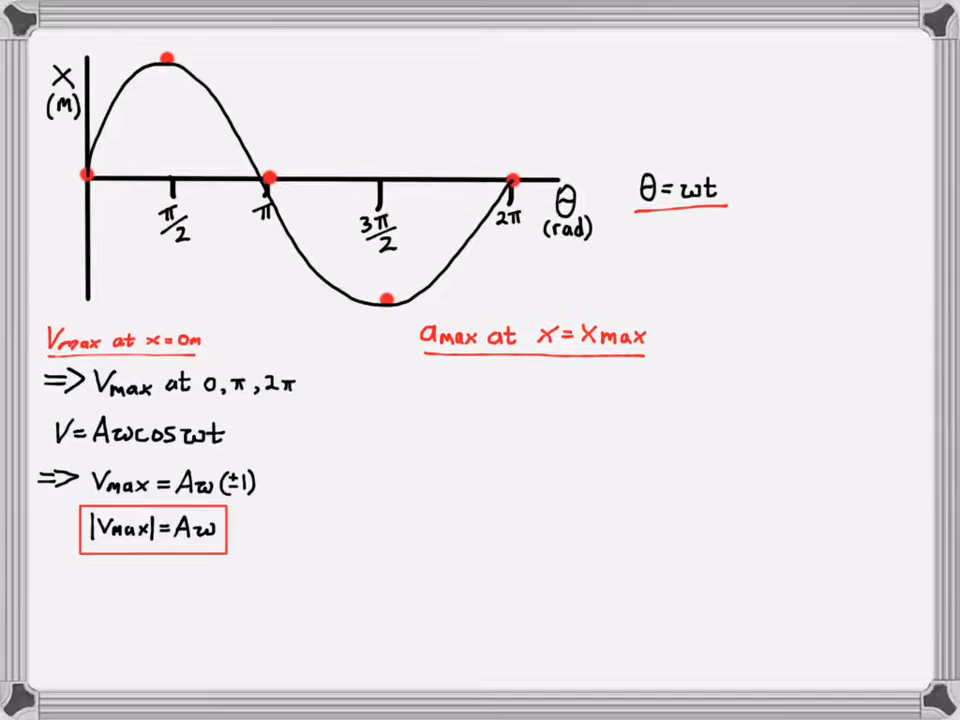 x
(m)
π/2
π
3π/2
2π
θ
(rad)
θ = ωt
Vmax at x = 0m
amax at x = xmax
=> Vmax at 0, π, 2π
V = Aωcosωt
=> Vmax = Aω(±1)
|Vmax| = Aω